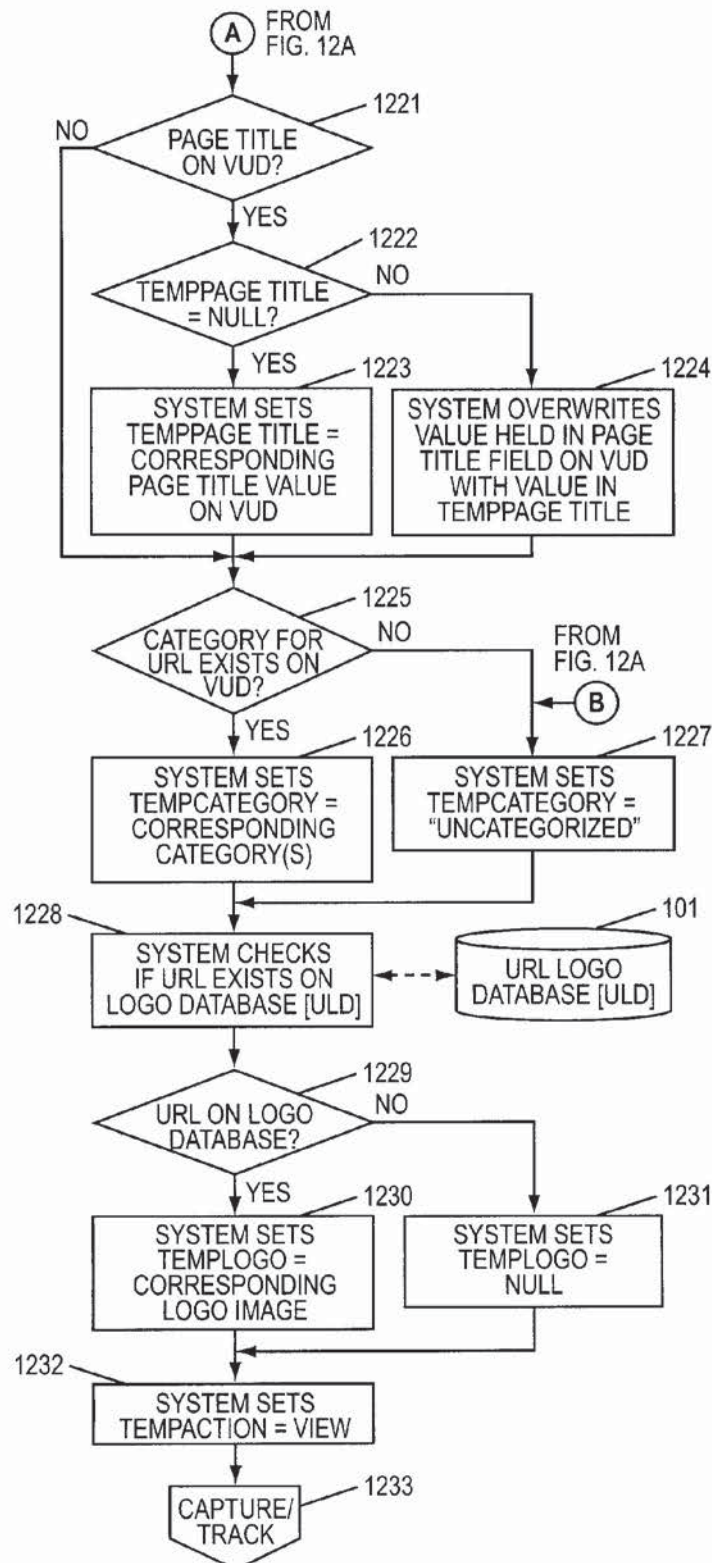 A
FROM
FIG. 12A
1221
NO
PAGE TITLE
ON VUD?
YES
1222
NO
TEMPPAGE TITLE
= NULL?
YES
1223
1224
SYSTEM SETS
TEMPPAGE TITLE =
CORRESPONDING
PAGE TITLE VALUE
ON VUD
SYSTEM OVERWRITES
VALUE HELD IN PAGE
TITLE FIELD ON VUD
WITH VALUE IN
TEMPPAGE TITLE
1225
CATEGORY FOR
URL EXISTS ON
VUD?
NO
FROM
FIG. 12A
B
YES
1226
1227
SYSTEM SETS
TEMPCATEGORY =
CORRESPONDING
CATEGORY(S)
SYSTEM SETS
TEMPCATEGORY =
"UNCATEGORIZED"
1228
101
SYSTEM CHECKS
IF URL EXISTS ON
LOGO DATABASE [ULD]
URL LOGO
DATABASE [ULD]
1229
URL ON LOGO
DATABASE?
NO
YES
1230
1231
SYSTEM SETS
TEMPLOGO =
CORRESPONDING
LOGO IMAGE
SYSTEM SETS
TEMPLOGO =
NULL
1232
SYSTEM SETS
TEMPACTION = VIEW
1233
CAPTURE/
TRACK